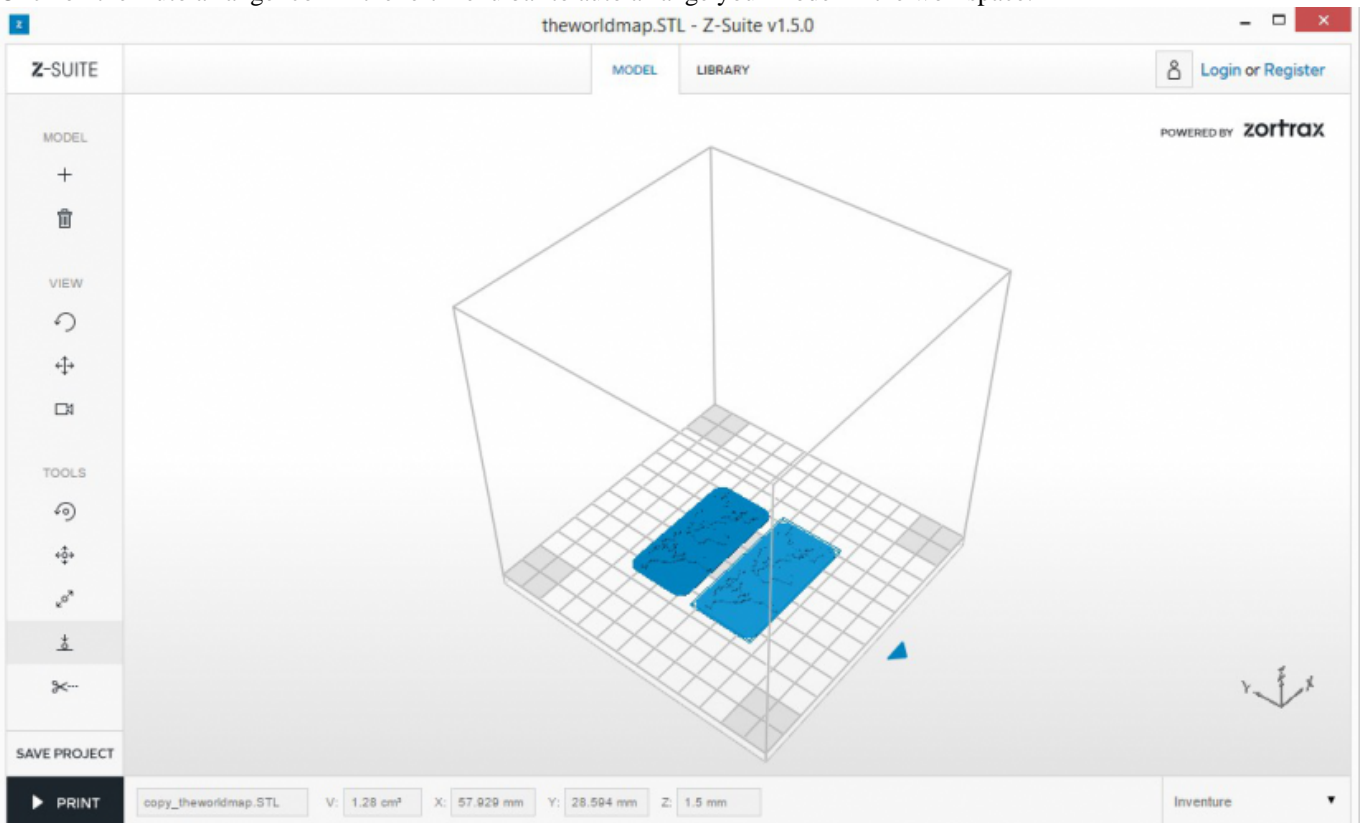 theworldmap.STL - Z-Suite v1.5.0
Z-SUITE
MODEL
LIBRARY
Login or Register
POWERED BY zortrax
MODEL
VIEW
TOOLS
SAVE PROJECT
PRINT
copy_theworldmap.STL
V: 1.28 cm³
X: 57.929 mm
Y: 28.594 mm
Z: 1.5 mm
Inventure
Y
Z
X